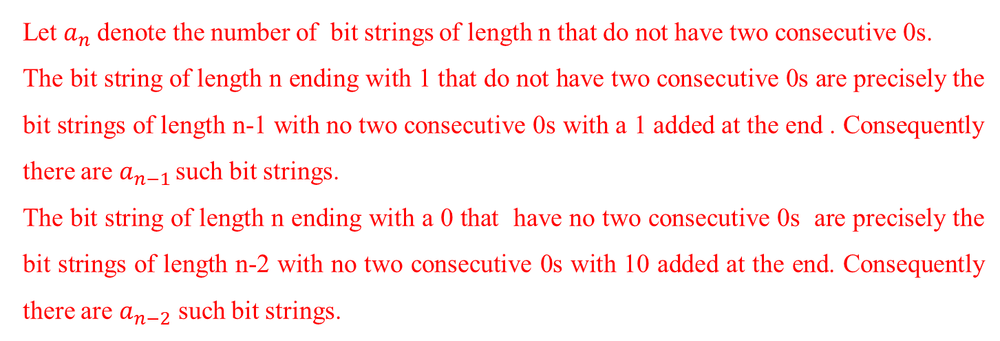 Let aₙ denote the number of bit strings of length n that do not have two consecutive 0s.
The bit string of length n ending with 1 that do not have two consecutive 0s are precisely the
bit strings of length n-1 with no two consecutive 0s with a 1 added at the end . Consequently
there are aₙ₋₁ such bit strings.
The bit string of length n ending with a 0 that have no two consecutive 0s are precisely the
bit strings of length n-2 with no two consecutive 0s with 10 added at the end. Consequently
there are aₙ₋₂ such bit strings.